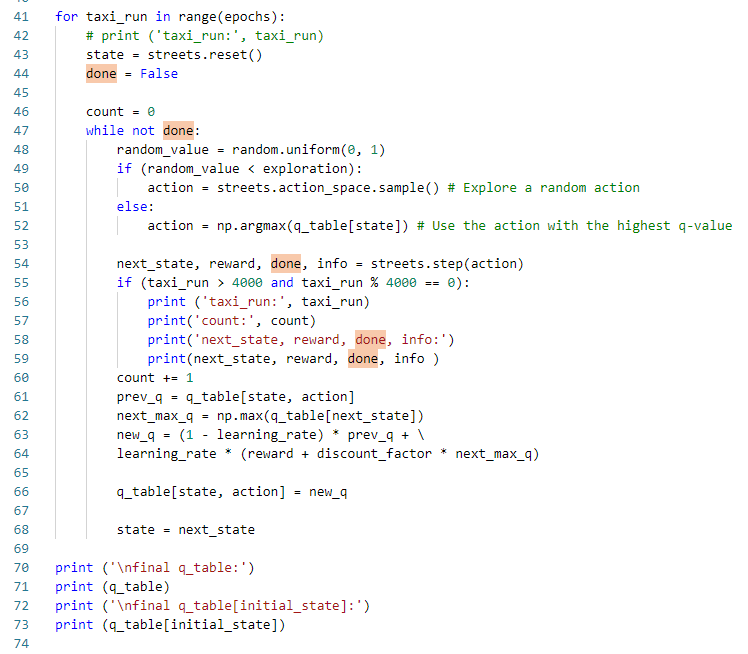 41 for taxi_run in range(epochs):
42     # print ('taxi_run:', taxi_run)
43     state = streets.reset()
44     done = False
45
46     count = 0
47     while not done:
48         random_value = random.uniform(0, 1)
49         if (random_value < exploration):
50             action = streets.action_space.sample() # Explore a random action
51         else:
52             action = np.argmax(q_table[state]) # Use the action with the highest q-value
53
54         next_state, reward, done, info = streets.step(action)
55         if (taxi_run > 4000 and taxi_run % 4000 == 0):
56             print ('taxi_run:', taxi_run)
57             print('count:', count)
58             print('next_state, reward, done, info:')
59             print(next_state, reward, done, info )
60         count += 1
61         prev_q = q_table[state, action]
62         next_max_q = np.max(q_table[next_state])
63         new_q = (1 - learning_rate) * prev_q + \
64         learning_rate * (reward + discount_factor * next_max_q)
65
66         q_table[state, action] = new_q
67
68         state = next_state
69
70 print ('\nfinal q_table:')
71 print (q_table)
72 print ('\nfinal q_table[initial_state]:')
73 print (q_table[initial_state])
74